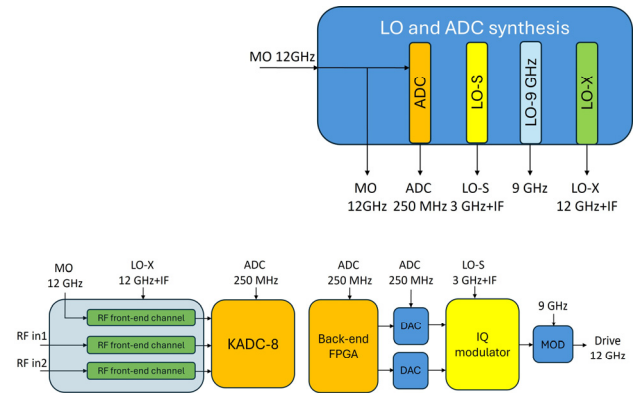 LO and ADC synthesis
MO 12GHz
ADC
LO-S
LO-9 GHz
LO-X
MO
12GHz
ADC
250 MHz
LO-S
3 GHz+IF
9 GHz
LO-X
12 GHz+IF
MO
12 GHz
LO-X
12 GHz+IF
ADC
250 MHz
RF front-end channel
RF in1
RF front-end channel
RF in2
RF front-end channel
KADC-8
ADC
250 MHz
ADC
250 MHz
LO-S
3 GHz+IF
Back-end
FPGA
DAC
DAC
IQ
modulator
9 GHz
MOD
Drive
12 GHz